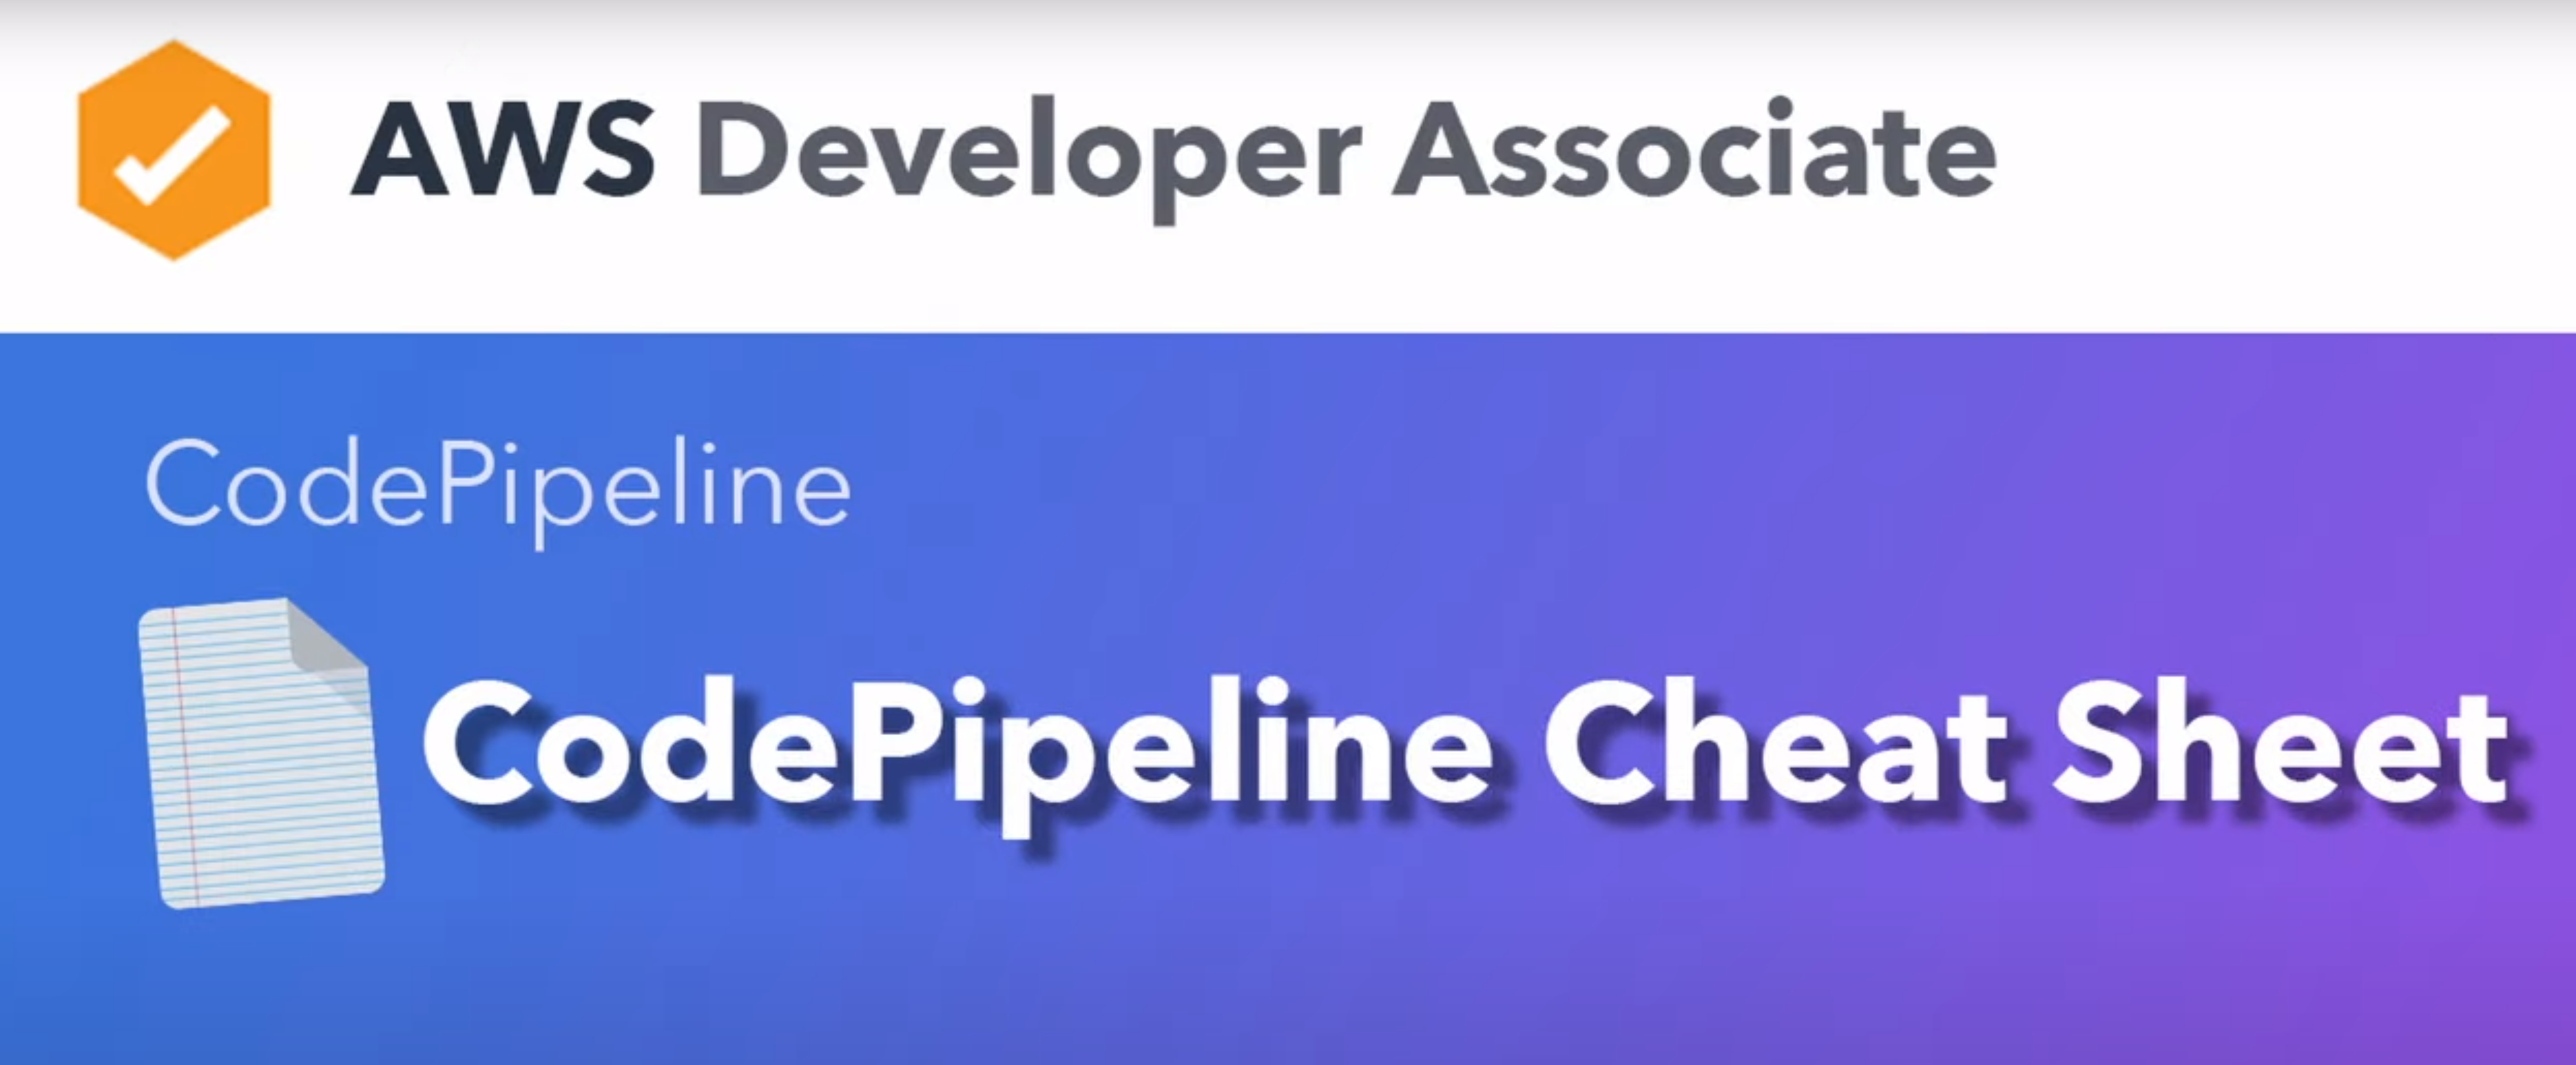 AWS Developer Associate
CodePipeline
CodePipeline Cheat Sheet